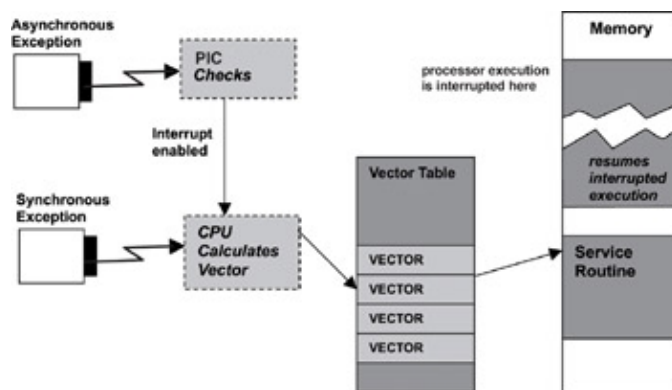 Asynchronous
Exception
PIC
Checks
Interrupt
enabled
Synchronous
Exception
CPU
Calculates
Vector
Vector Table
VECTOR
VECTOR
VECTOR
VECTOR
processor execution
is interrupted here
Memory
resumes
interrupted
execution
Service
Routine